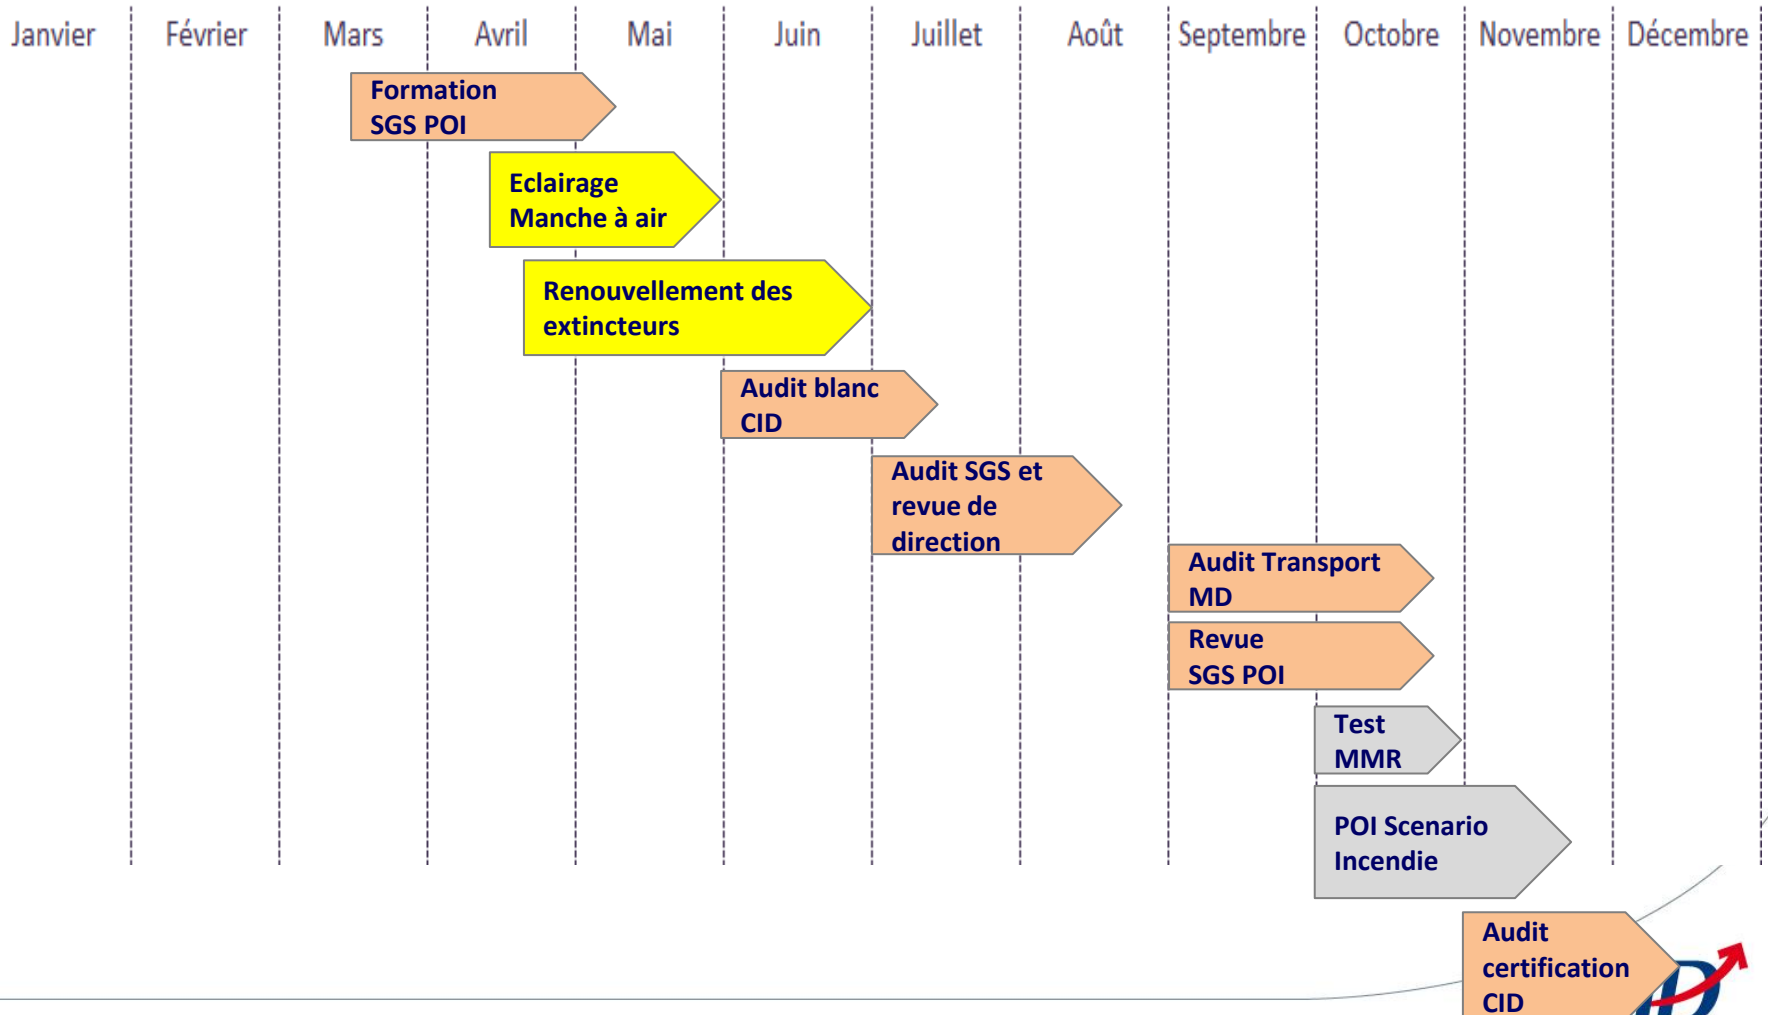 Janvier Février Mars Avril Mai Juin Juillet Août Septembre Octobre Novembre Décembre
Formation
SGS POI
Eclairage
Manche à air
Renouvellement des
extincteurs
Audit blanc
CID
Audit SGS et
revue de
direction
Audit Transport
MD
Revue
SGS POI
Test
MMR
POI Scenario
Incendie
Audit
certification
CID